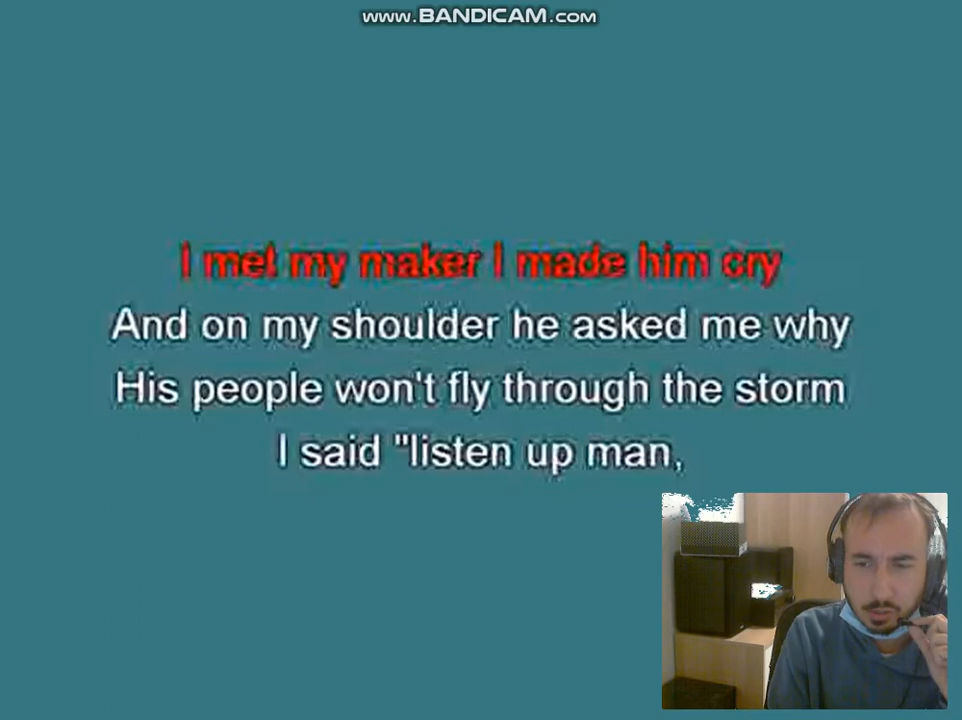 www.BANDICAM.com
I met my maker I made him cry
And on my shoulder he asked me why
His people won't fly through the storm
I said "listen up man,